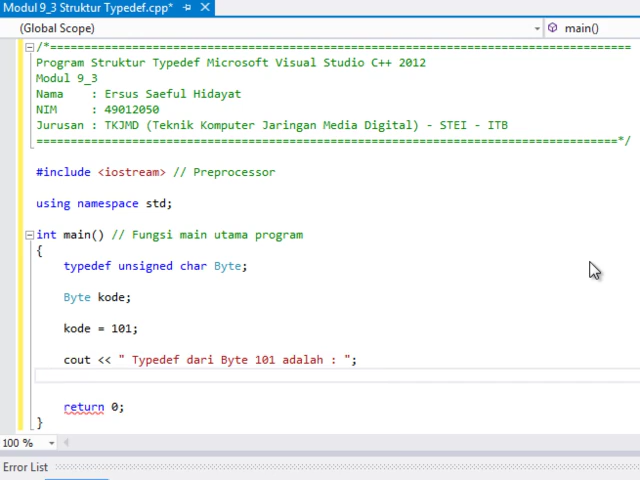 Modul 9_3 Struktur Typedef.cpp*
(Global Scope) main()
/*=====================================================================================
Program Struktur Typedef Microsoft Visual Studio C++ 2012
Modul 9_3
Nama    : Ersus Saeful Hidayat
NIM     : 49012050
Jurusan : TKJMD (Teknik Komputer Jaringan Media Digital) - STEI - ITB
=====================================================================================*/
#include <iostream> // Preprocessor
using namespace std;
int main() // Fungsi main utama program
{
typedef unsigned char Byte;
Byte kode;
kode = 101;
cout << " Typedef dari Byte 101 adalah : ";
return 0;
}
100 %
Error List